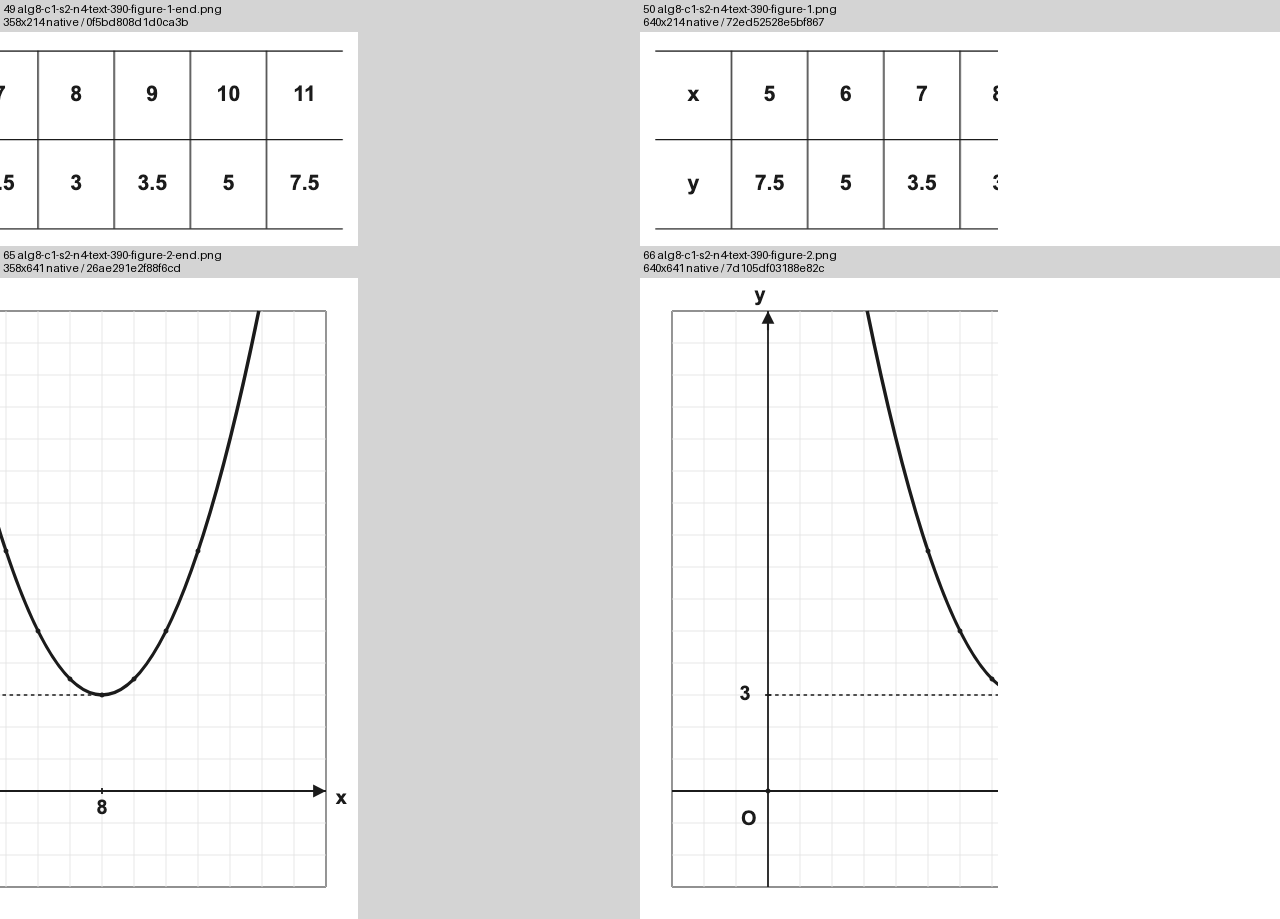 49 alg8-c1-s2-n4-text-390-figure-1-end.png
358x214 native / 0f5bd808d1d0ca3b
8 9 10 11
.5 3 3.5 5 7.5
50 alg8-c1-s2-n4-text-390-figure-1.png
640x214 native / 72ed52528e5bf867
x 5 6 7
y 7.5 5 3.5
65 alg8-c1-s2-n4-text-390-figure-2-end.png
358x641 native / 26ae291e2f88f6cd
x
8
66 alg8-c1-s2-n4-text-390-figure-2.png
640x641 native / 7d105df03188e82c
y
3
O